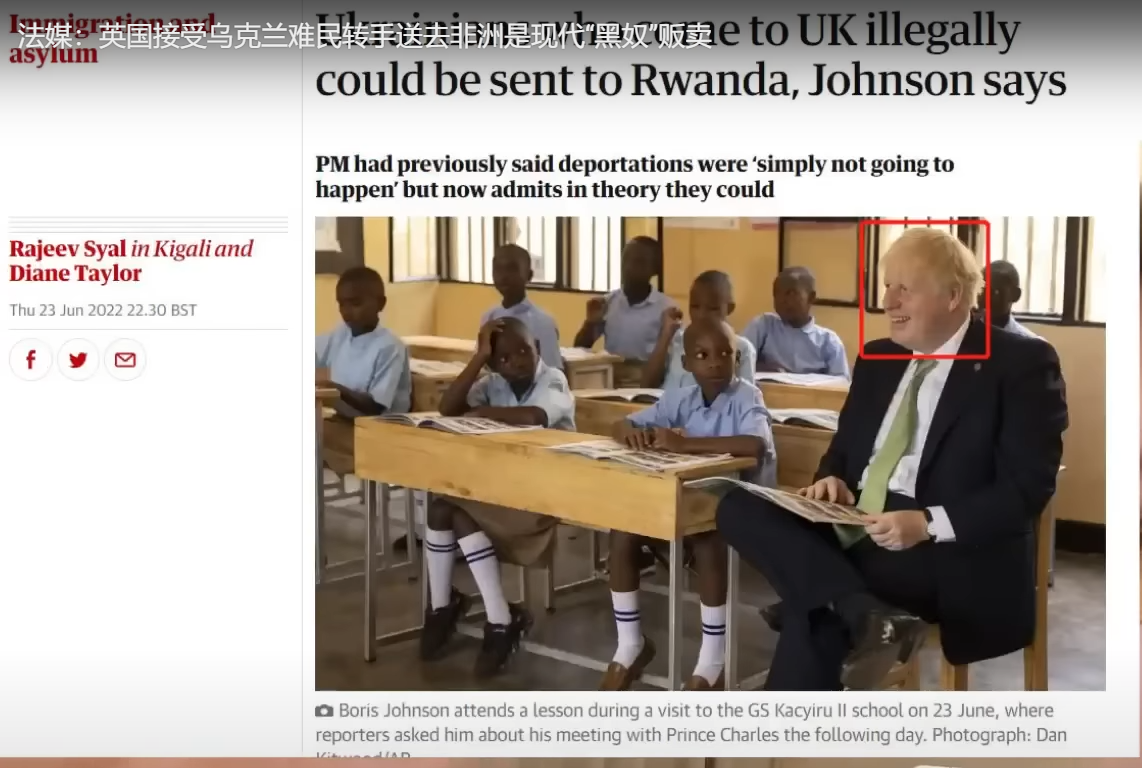 法媒：英国接受乌克兰难民转手送去非洲是现代“黑奴”贩卖
Immigration and
asylum
to UK illegally
could be sent to Rwanda, Johnson says
PM had previously said deportations were ‘simply not going to
happen’ but now admits in theory they could
Rajeev Syal in Kigali and
Diane Taylor
Thu 23 Jun 2022 22.30 BST
Boris Johnson attends a lesson during a visit to the GS Kacyiru II school on 23 June, where
reporters asked him about his meeting with Prince Charles the following day. Photograph: Dan
Kitwood/AP